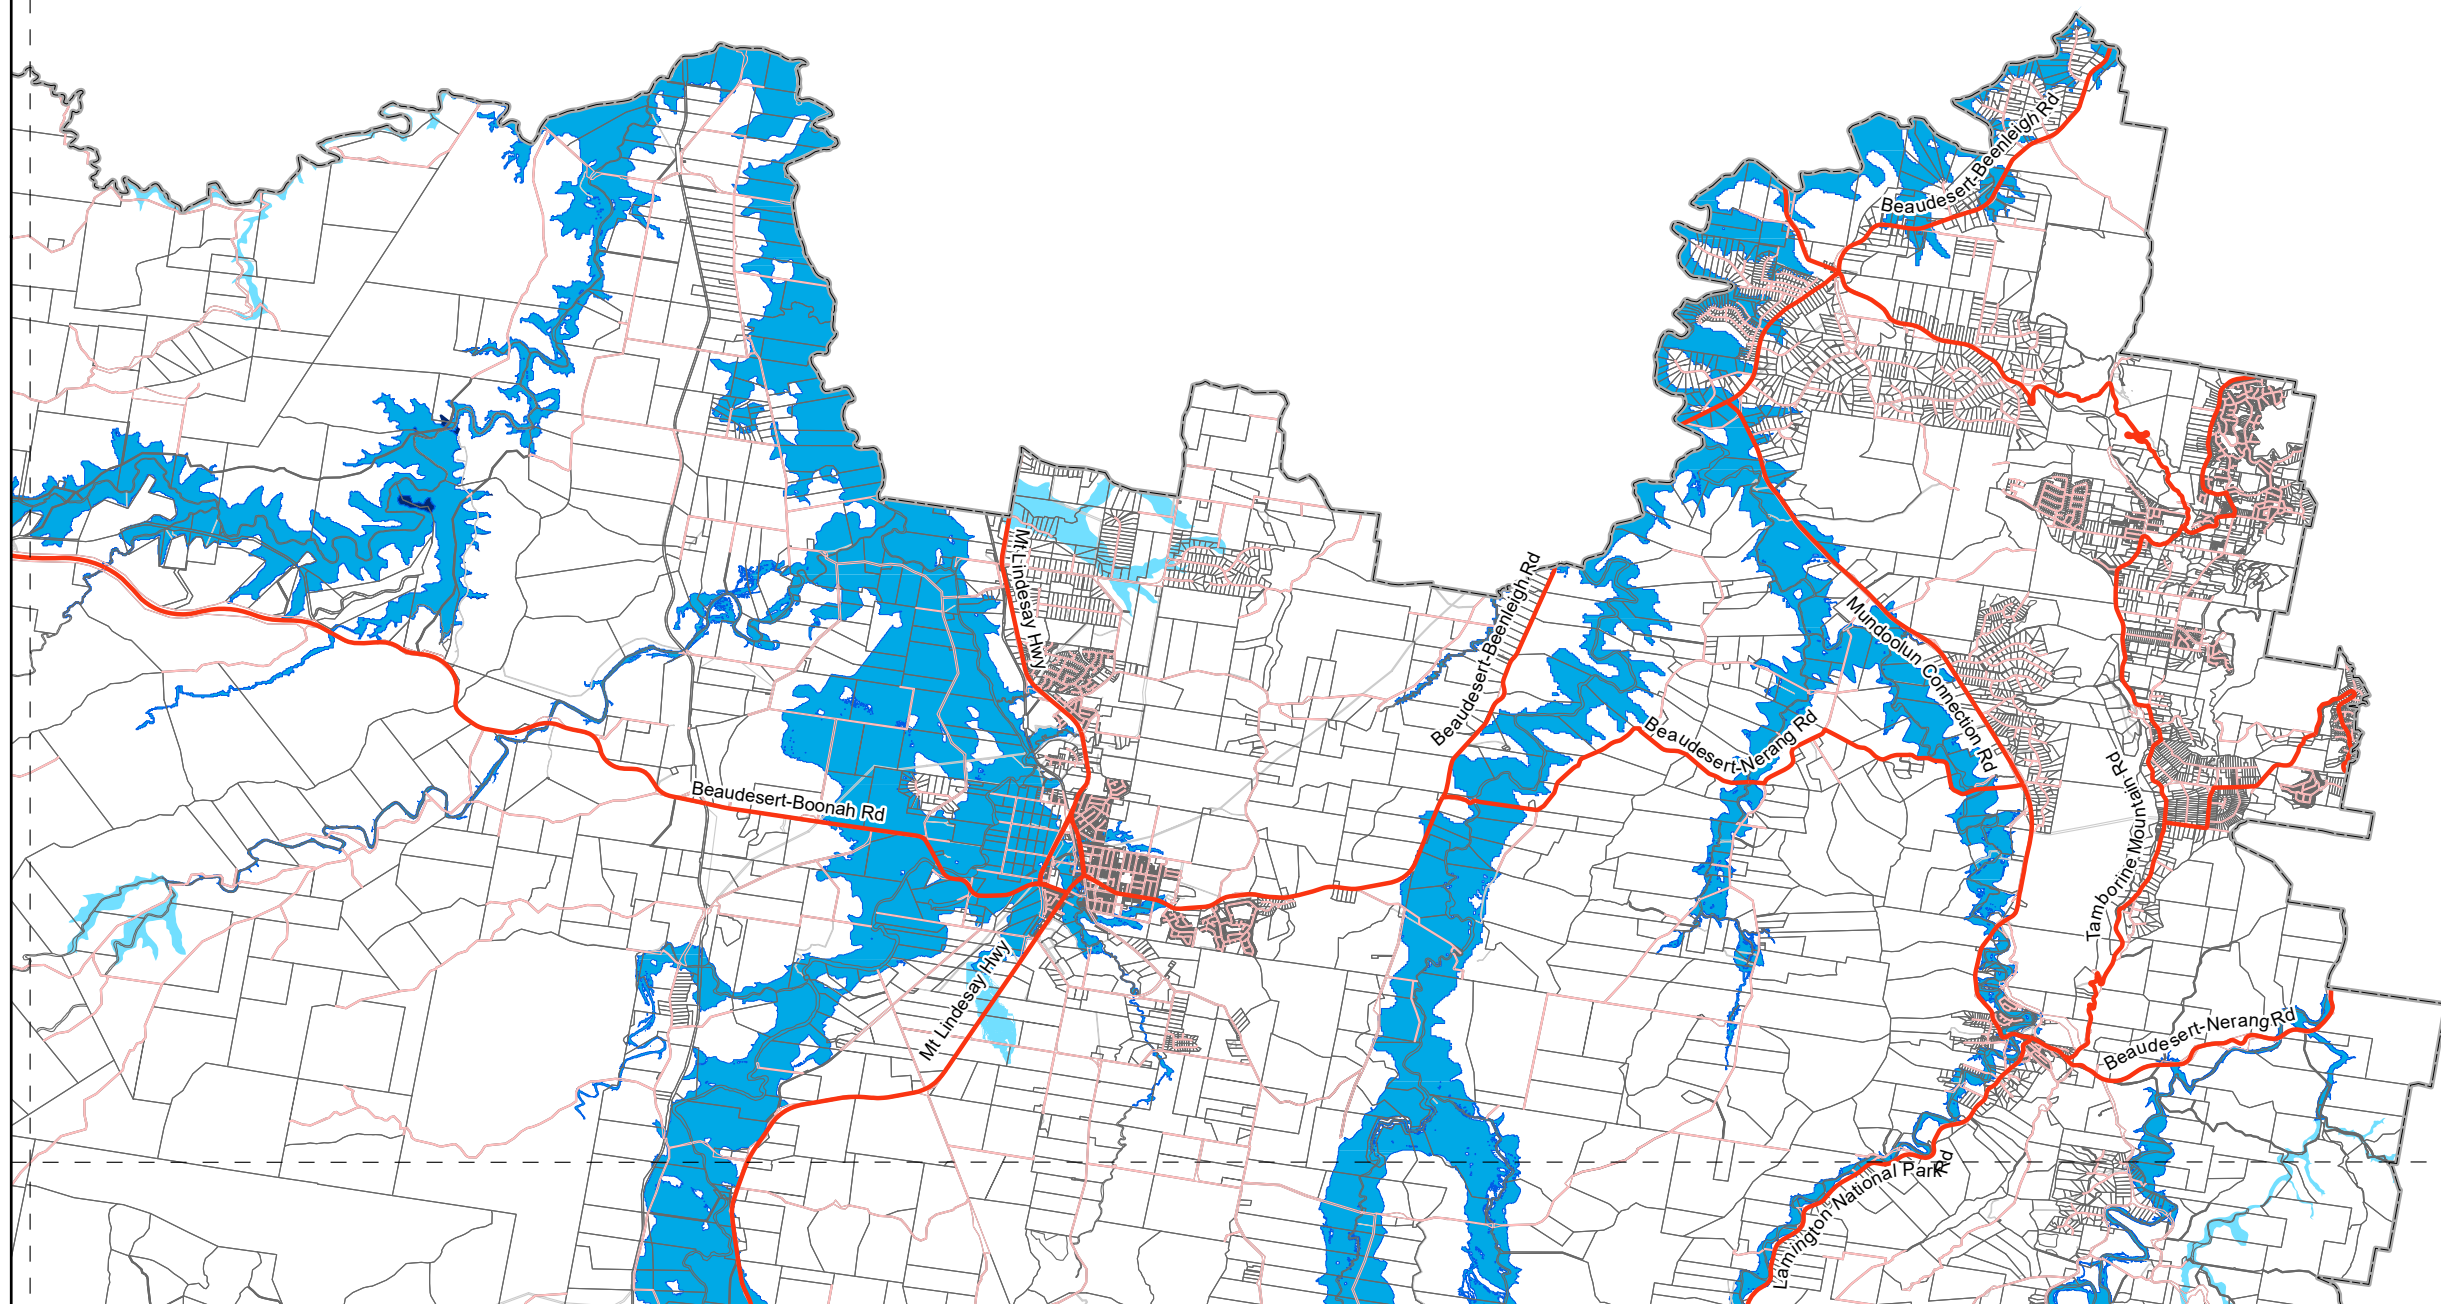 Beaudesert-Beenleigh Rd
Mt Lindesay Hwy
Beaudesert-Beenleigh Rd
Mundoolun Connection Rd
Beaudesert-Nerang Rd
Beaudesert-Boonah Rd
Tamborine Mountain Rd
Mt Lindesay Hwy
Beaudesert-Nerang Rd
Lamington National Park Rd